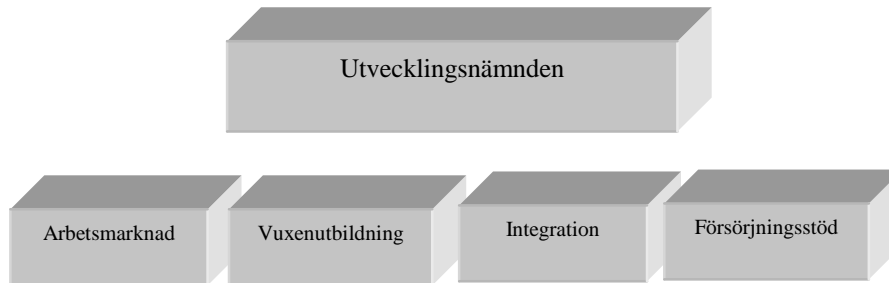 Utvecklingsnämnden
Arbetsmarknad
Vuxenutbildning
Integration
Försörjningsstöd